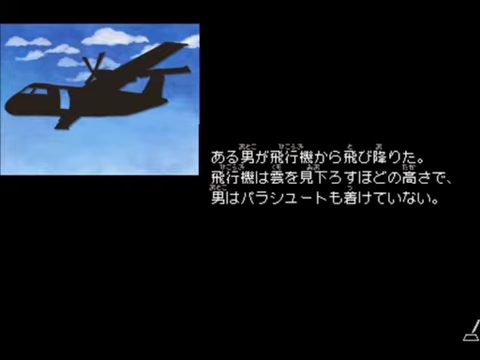 ある男が飛行機から飛び降りた。
飛行機は雲を見下ろすほどの高さで、
男はパラシュートも着けていない。